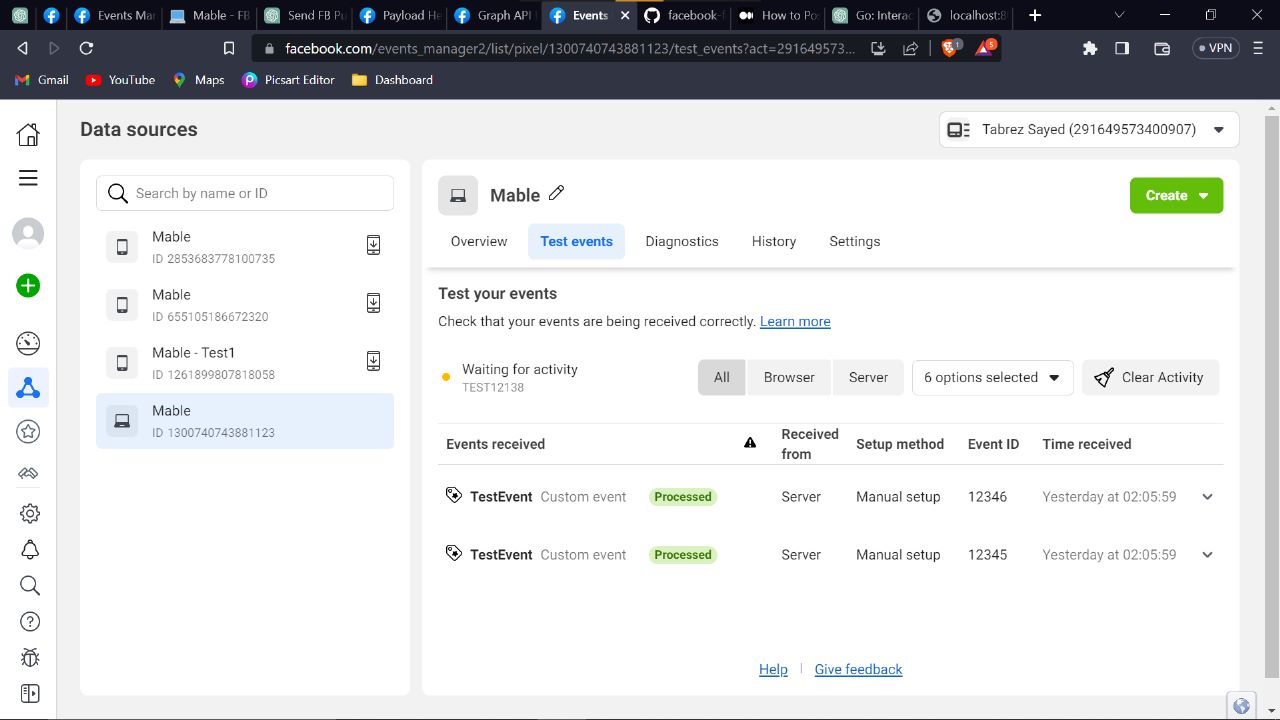 Events Mar
Mable - FB
Send FB Pu
Payload He
Graph API
Events
facebook-
How to Pos
Go: Interac
localhost:8
facebook.com/events_manager2/list/pixel/1300740743881123/test_events?act=291649573...
1
5
VPN
Gmail YouTube Maps Picsart Editor Dashboard
Data sources
Tabrez Sayed (291649573400907)
Search by name or ID
Mable
ID 2853683778100735
Mable
ID 655105186672320
Mable - Test1
ID 1261899807818058
Mable
ID 1300740743881123
Mable
Create
Overview Test events Diagnostics History Settings
Test your events
Check that your events are being received correctly. Learn more
Waiting for activity
TEST12138
All Browser Server 6 options selected Clear Activity
Events received Received from Setup method Event ID Time received
TestEvent Custom event Processed Server Manual setup 12346 Yesterday at 02:05:59
TestEvent Custom event Processed Server Manual setup 12345 Yesterday at 02:05:59
Help Give feedback